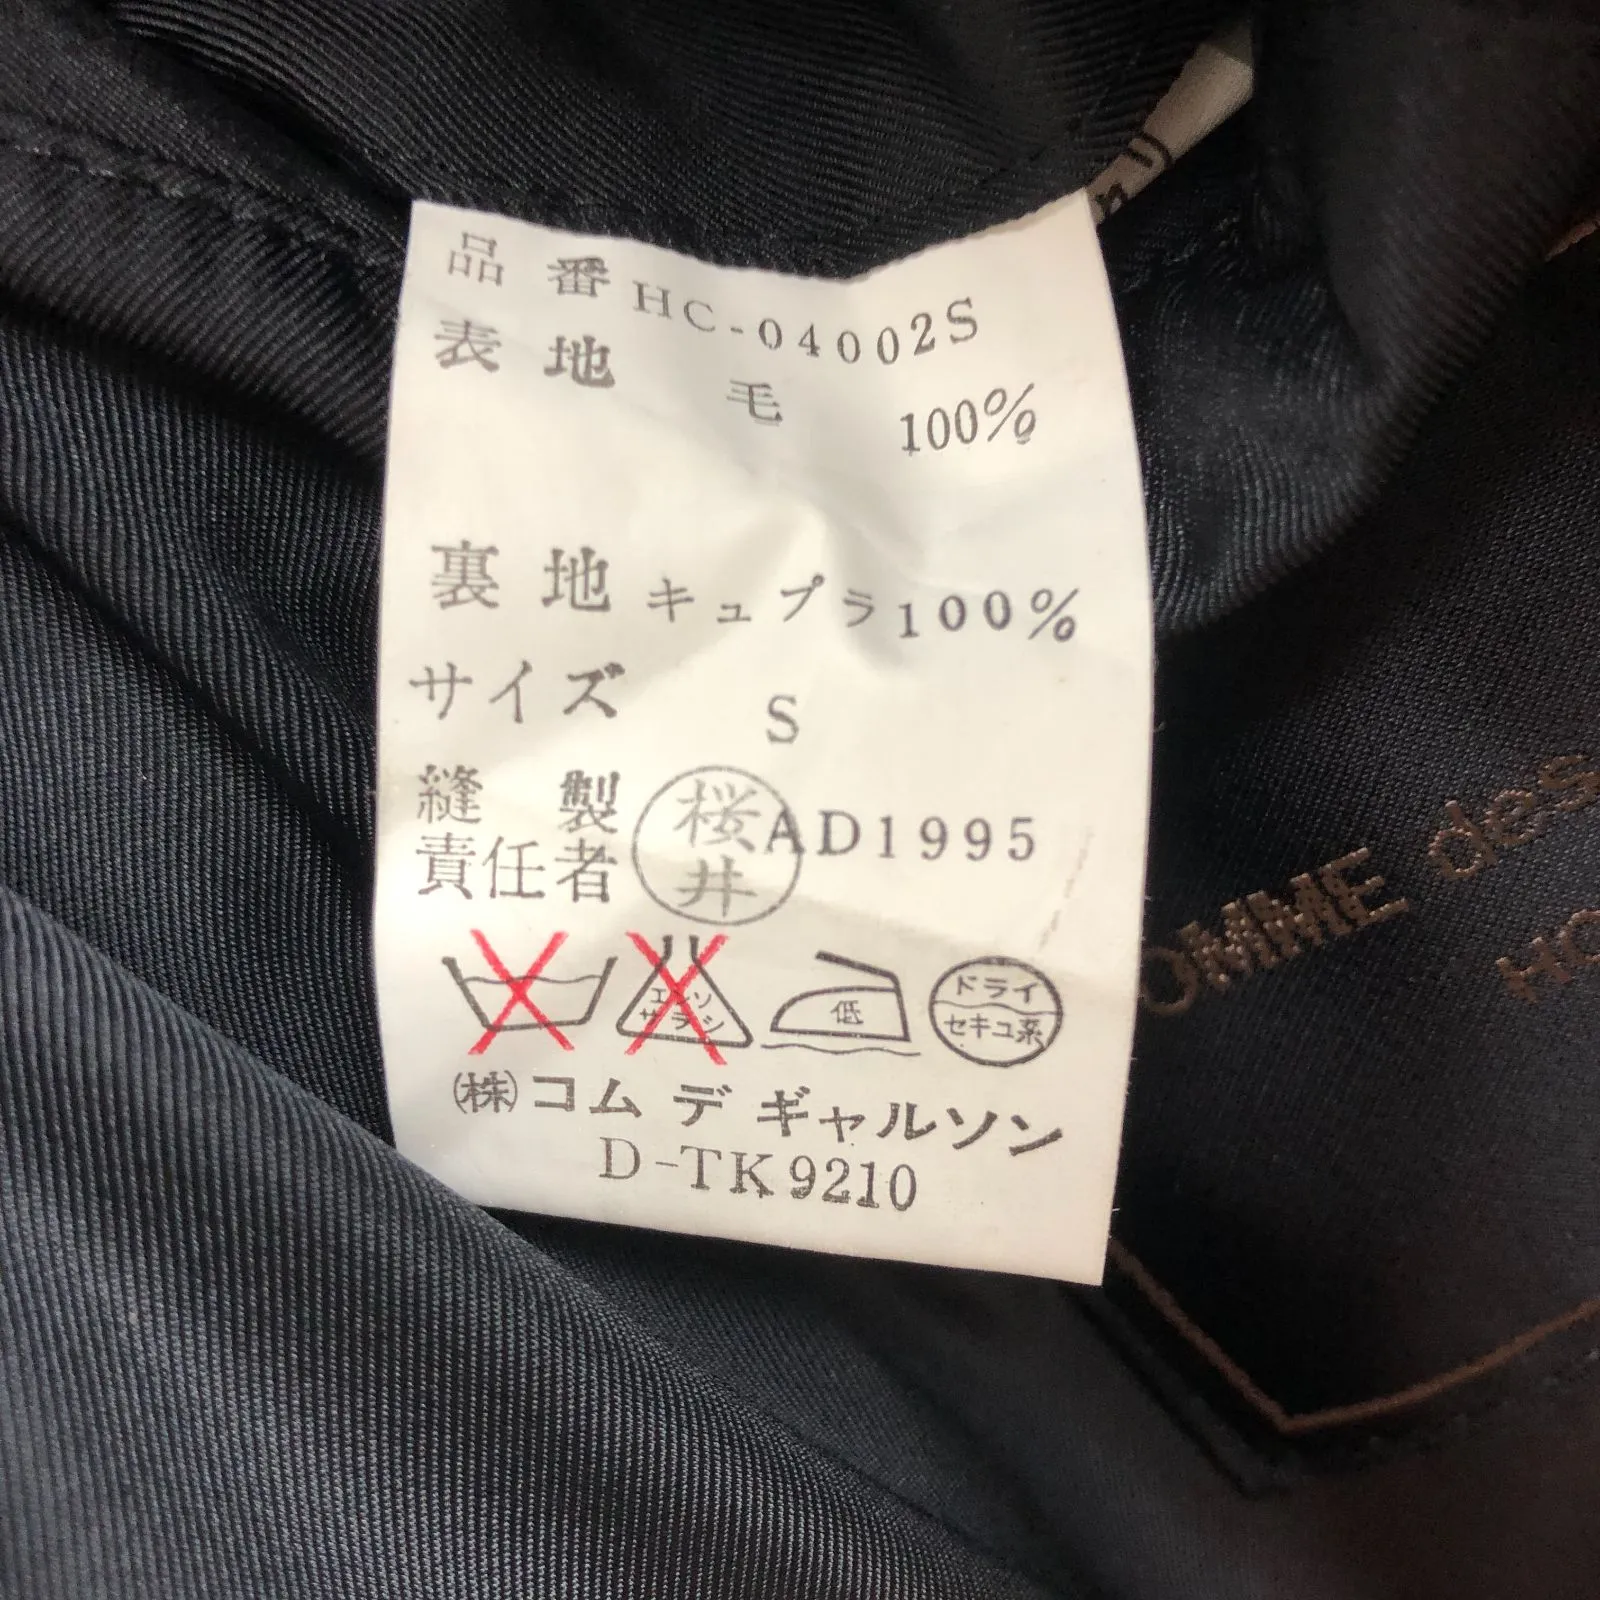 品番 HC-04002S
表地 毛 100%
裏地 キュプラ100%
サイズ S
縫製
責任者 桜井 AD1995
エンソ
サラシ
低
ドライ
セキユ系
㈱コム デ ギャルソン
D-TK9210
OMME des
HO